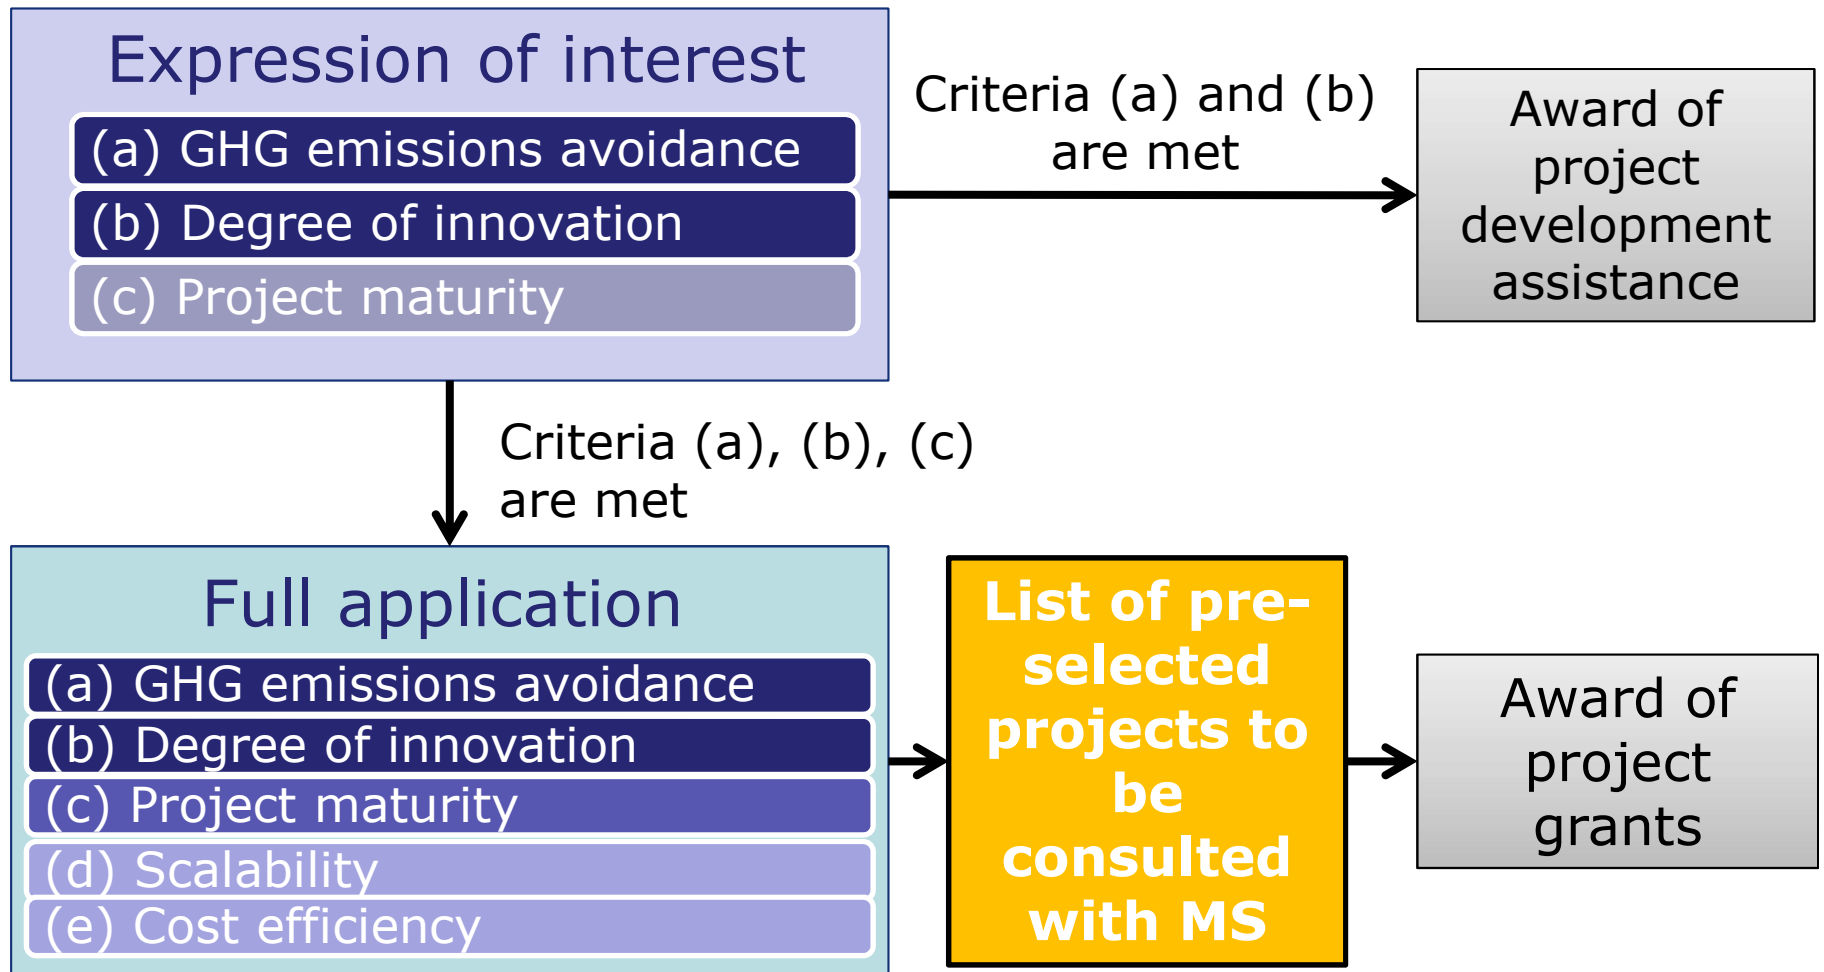 Expression of interest
(a) GHG emissions avoidance
(b) Degree of innovation
(c) Project maturity
Criteria (a) and (b)
are met
Award of
project
development
assistance
Criteria (a), (b), (c)
are met
Full application
(a) GHG emissions avoidance
(b) Degree of innovation
(c) Project maturity
(d) Scalability
(e) Cost efficiency
List of pre-
selected
projects to
be
consulted
with MS
Award of
project
grants